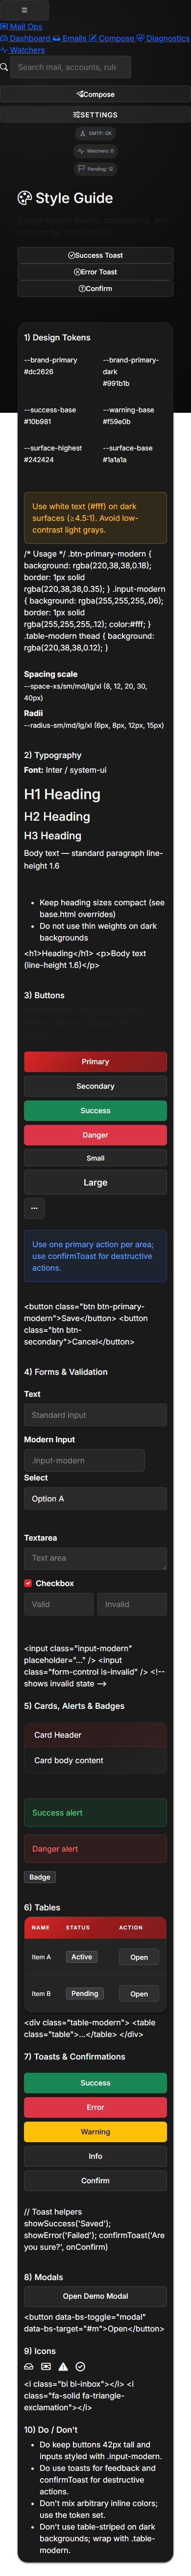 Mail Ops
Dashboard Emails Compose Diagnostics
Watchers
Search mail, accounts, rule
Compose
SETTINGS
SMTP: OK
Watchers: 0
Pending: 12
Style Guide
Success Toast
Error Toast
Confirm
1) Design Tokens
--brand-primary
#dc2626
--brand-primary-
dark
#991b1b
--success-base
#10b981
--warning-base
#f59e0b
--surface-highest
#242424
--surface-base
#1a1a1a
Use white text (#fff) on dark
surfaces (≥4.5:1). Avoid low-
contrast light grays.
/* Usage */ .btn-primary-modern {
background: rgba(220,38,38,0.18);
border: 1px solid
rgba(220,38,38,0.35); } .input-modern
{ background: rgba(255,255,255,.06);
border: 1px solid
rgba(255,255,255,.12); color:#fff; }
.table-modern thead { background:
rgba(220,38,38,0.12); }
Spacing scale
--space-xs/sm/md/lg/xl (8, 12, 20, 30,
40px)
Radii
--radius-sm/md/lg/xl (6px, 8px, 12px, 15px)
2) Typography
Font: Inter / system-ui
H1 Heading
H2 Heading
H3 Heading
Body text — standard paragraph line-
height 1.6
• Keep heading sizes compact (see
base.html overrides)
• Do not use thin weights on dark
backgrounds
<h1>Heading</h1> <p>Body text
(line-height 1.6)</p>
3) Buttons
Primary
Secondary
Success
Danger
Small
Large
Use one primary action per area;
use confirmToast for destructive
actions.
<button class="btn btn-primary-
modern">Save</button> <button
class="btn btn-
secondary">Cancel</button>
4) Forms & Validation
Text
Standard input
Modern Input
.input-modern
Select
Option A
Textarea
Text area
Checkbox
Valid
Invalid
<input class="input-modern"
placeholder="..." /> <input
class="form-control is-invalid" /> <!--
shows invalid state -->
5) Cards, Alerts & Badges
Card Header
Card body content
Success alert
Danger alert
Badge
6) Tables
NAME STATUS ACTION
Item A Active Open
Item B Pending Open
<div class="table-modern"> <table
class="table">...</table> </div>
7) Toasts & Confirmations
Success
Error
Warning
Info
Confirm
// Toast helpers
showSuccess('Saved');
showError('Failed'); confirmToast('Are
you sure?', onConfirm)
8) Modals
Open Demo Modal
<button data-bs-toggle="modal"
data-bs-target="#m">Open</button>
9) Icons
<i class="bi bi-inbox"></i> <i
class="fa-solid fa-triangle-
exclamation"></i>
10) Do / Don't
• Do keep buttons 42px tall and
inputs styled with .input-modern.
• Do use toasts for feedback and
confirmToast for destructive
actions.
• Don't mix arbitrary inline colors;
use the token set.
• Don't use table-striped on dark
backgrounds; wrap with .table-
modern.